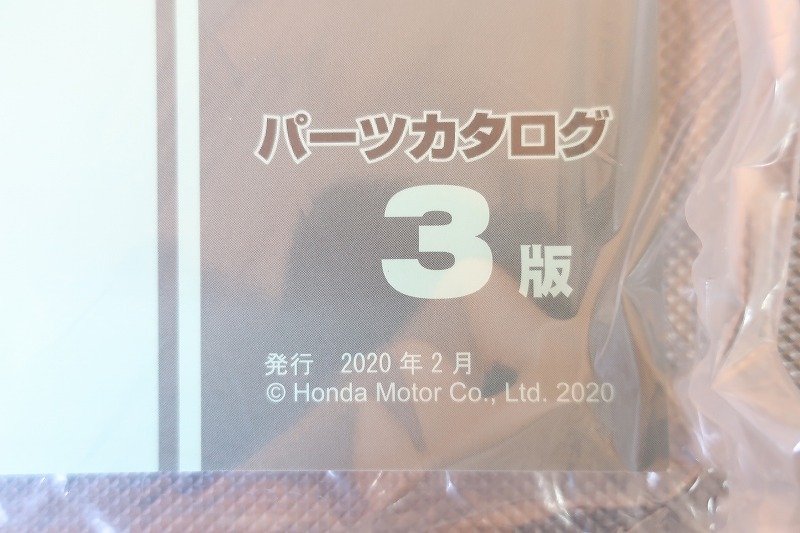 パーツカタログ
3 版
発行　2020 年 2 月
© Honda Motor Co., Ltd. 2020